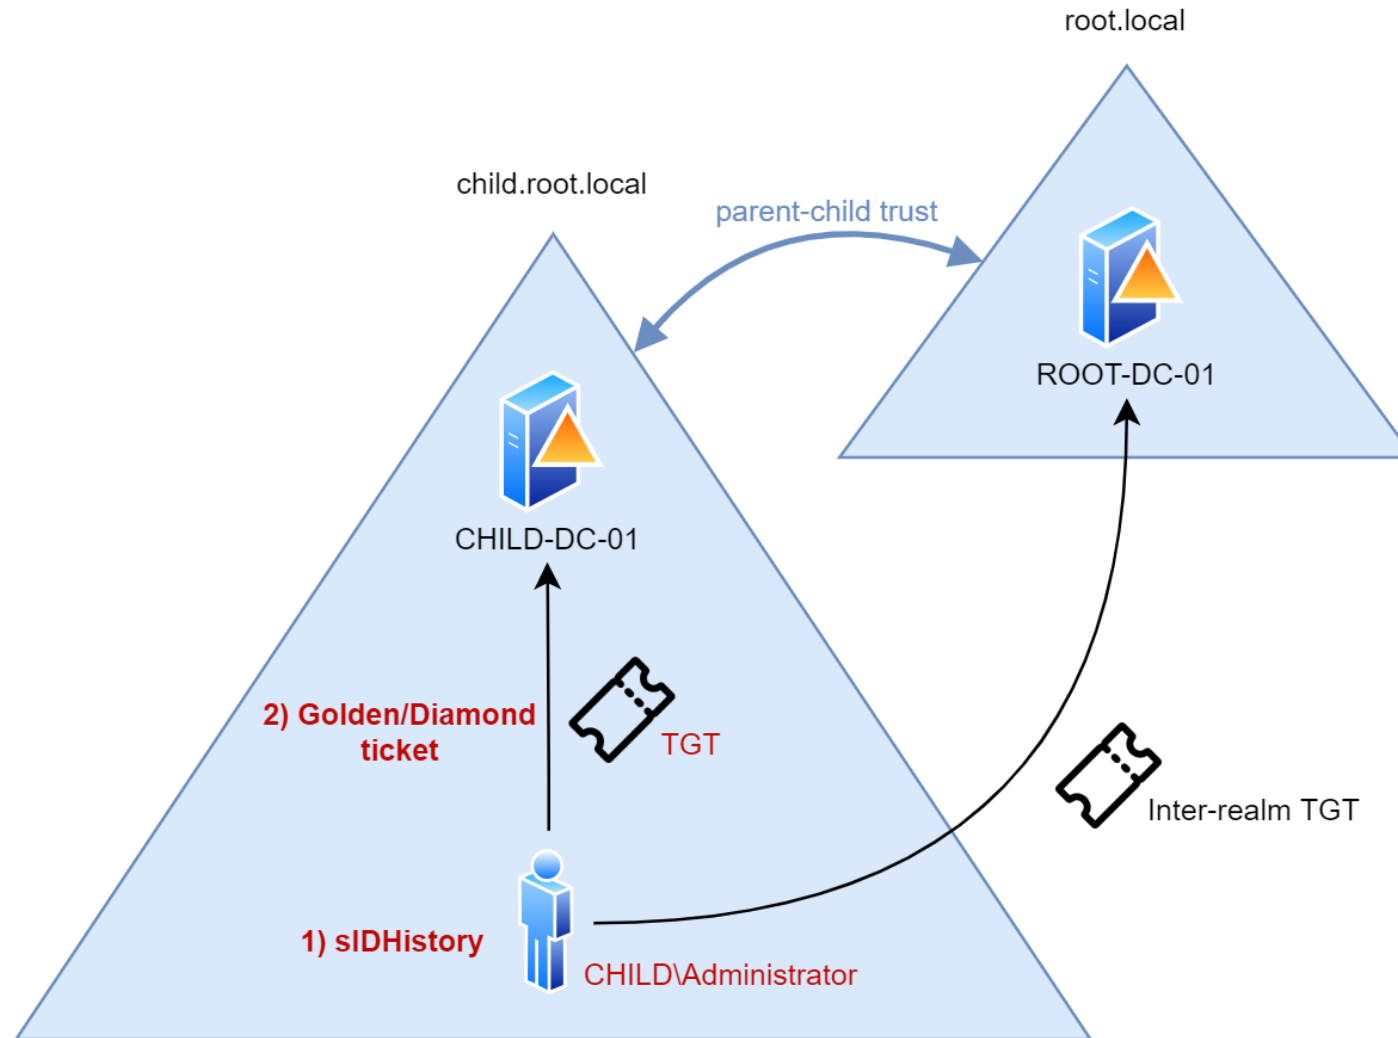 root.local
child.root.local
parent-child trust
ROOT-DC-01
CHILD-DC-01
2) Golden/Diamond
ticket
TGT
Inter-realm TGT
1) sIDHistory
CHILD\Administrator